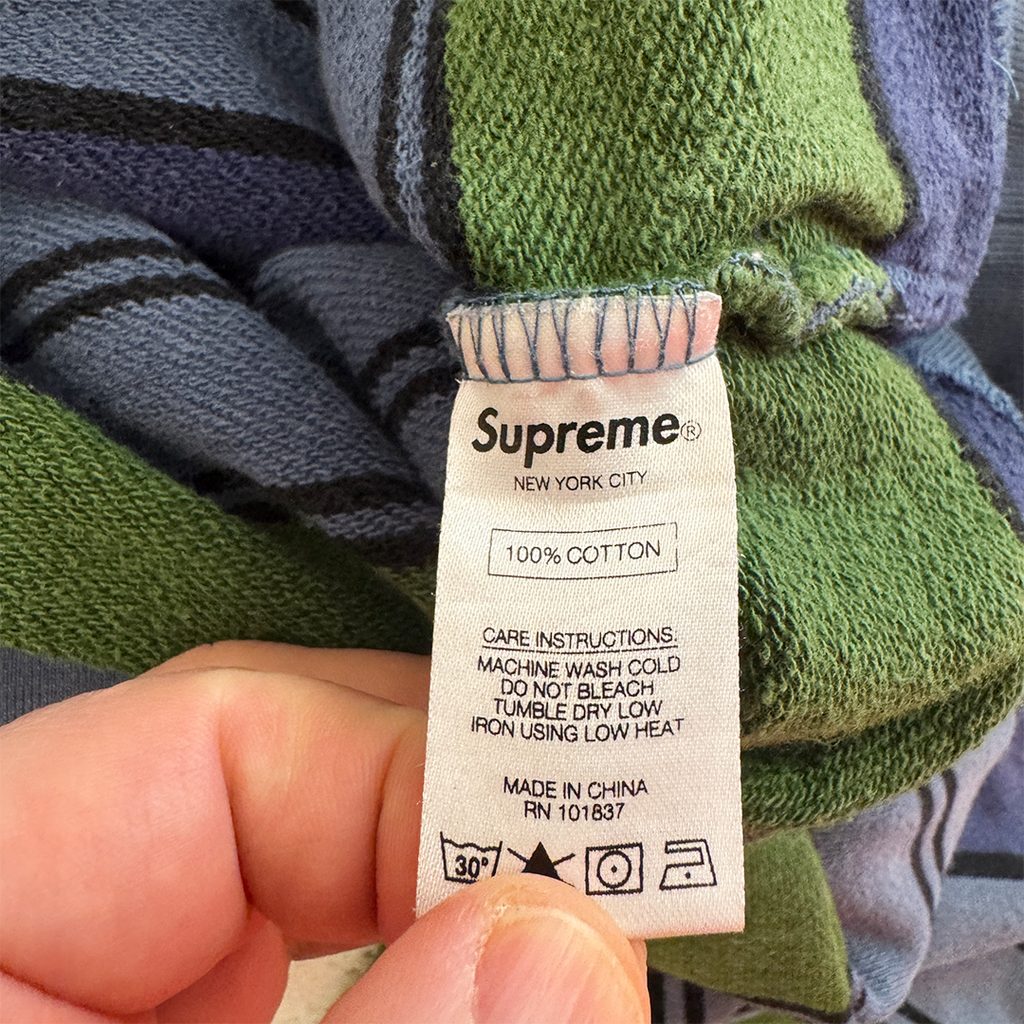 Supreme®
NEW YORK CITY
100% COTTON
CARE INSTRUCTIONS:
MACHINE WASH COLD
DO NOT BLEACH
TUMBLE DRY LOW
IRON USING LOW HEAT
MADE IN CHINA
RN 101837
30°